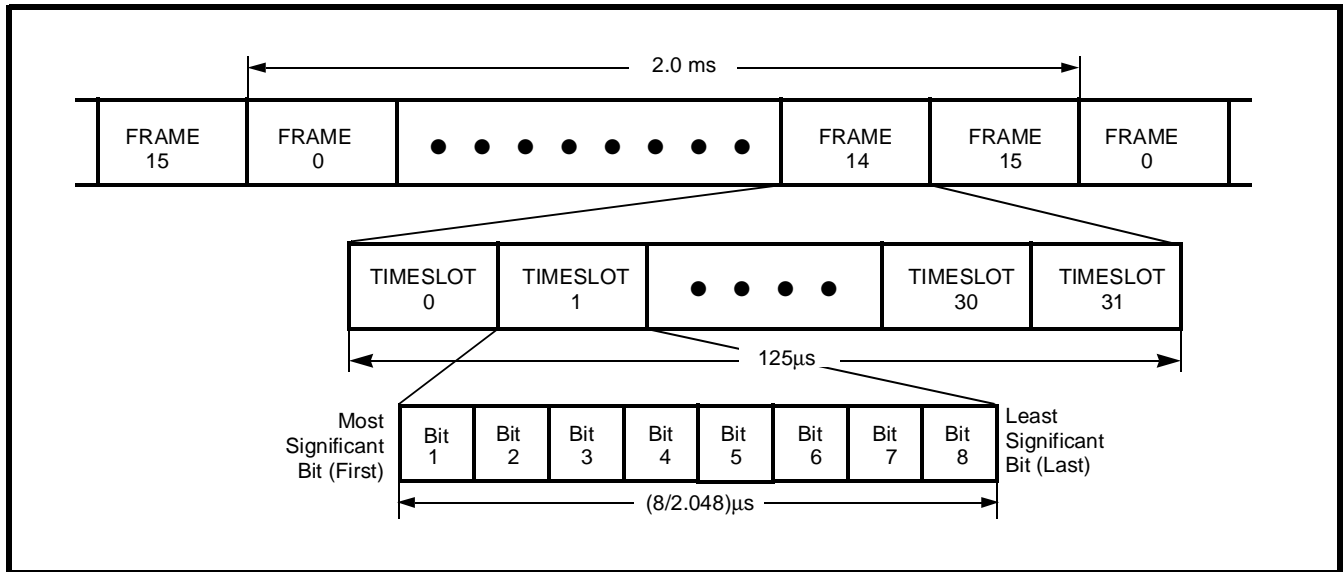 2.0 ms
FRAME
15
FRAME
0
FRAME
14
FRAME
15
FRAME
0
TIMESLOT
0
TIMESLOT
1
TIMESLOT
30
TIMESLOT
31
125μs
Most
Significant
Bit (First)
Bit
1
Bit
2
Bit
3
Bit
4
Bit
5
Bit
6
Bit
7
Bit
8
Least
Significant
Bit (Last)
(8/2.048)μs